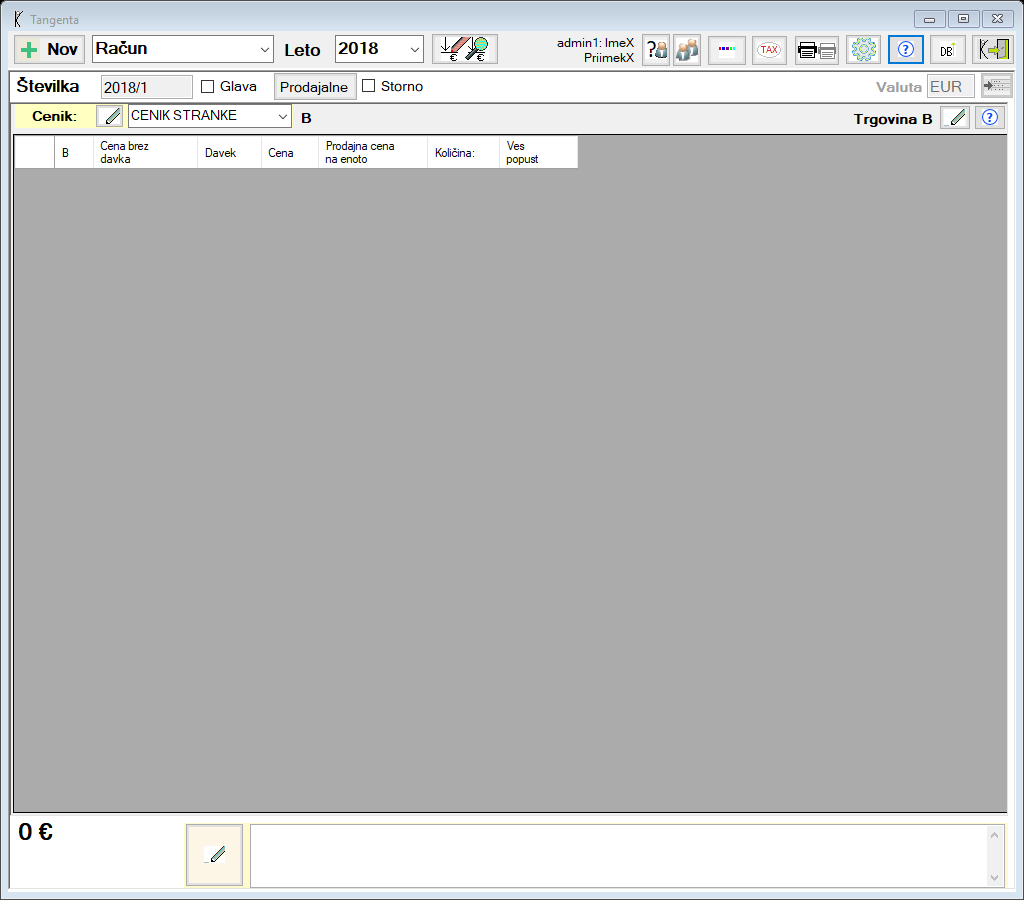 Tangenta
Nov
Račun
Leto
2018
admin1: ImeX
PriimekX
TAX
DB
Številka
2018/1
Glava
Prodajalne
Storno
Valuta
EUR
Cenik:
CENIK STRANKE
B
Trgovina B
B
Cena brez
davka
Davek
Cena
Prodajna cena
na enoto
Količina:
Ves
popust
0 €